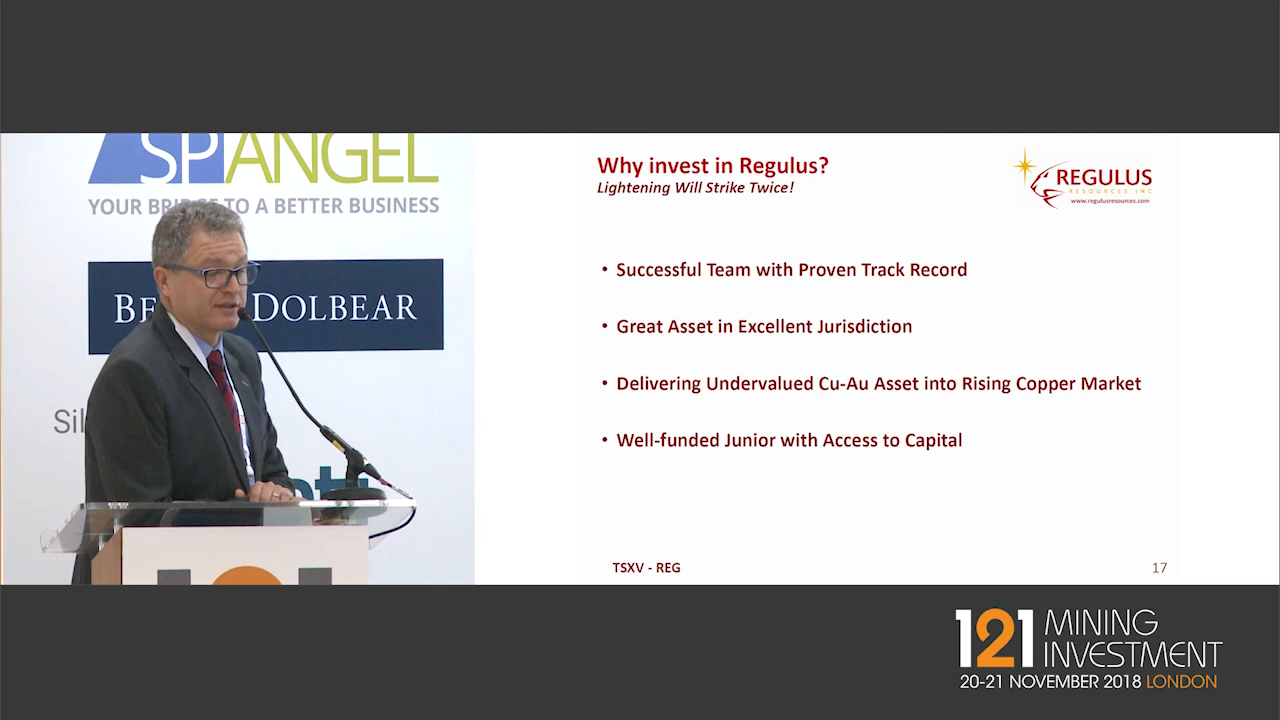 SP ANGEL
YOUR BRIDGE TO A BETTER BUSINESS
DOLBEAR
Why invest in Regulus?
Lightening Will Strike Twice!
REGULUS
RESOURCES INC
www.regulusresources.com
• Successful Team with Proven Track Record
• Great Asset in Excellent Jurisdiction
• Delivering Undervalued Cu-Au Asset into Rising Copper Market
• Well-funded Junior with Access to Capital
TSXV - REG
17
121 MINING
INVESTMENT
20-21 NOVEMBER 2018 LONDON